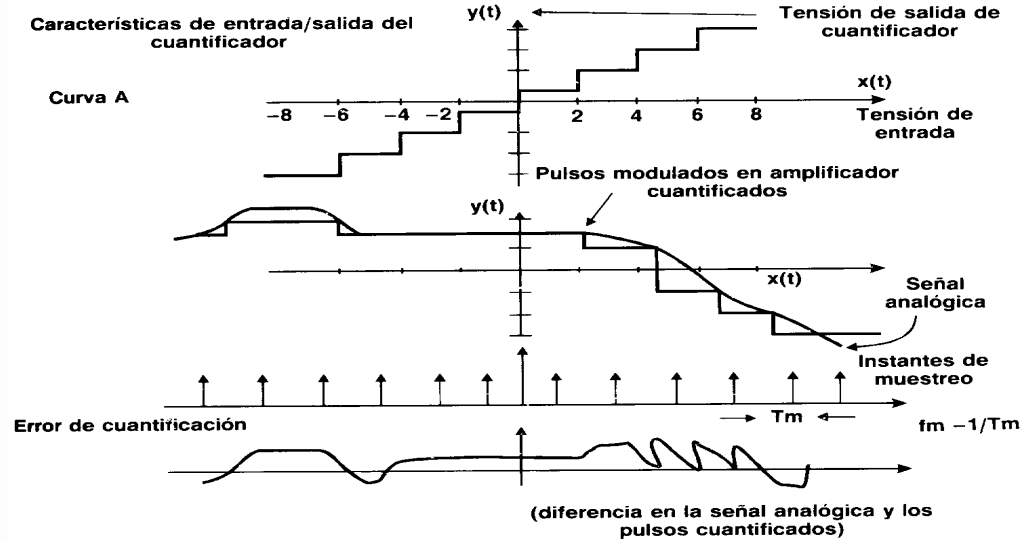 Características de entrada/salida del
cuantificador
y(t)
Tensión de salida de
cuantificador
Curva A
x(t)
-8 -6 -4 -2 2 4 6 8
Tensión de
entrada
Pulsos modulados en amplificador
cuantificados
y(t)
x(t)
Señal
analógica
Instantes de
muestreo
Tm
Error de cuantificación
fm -1/Tm
(diferencia en la señal analógica y los
pulsos cuantificados)